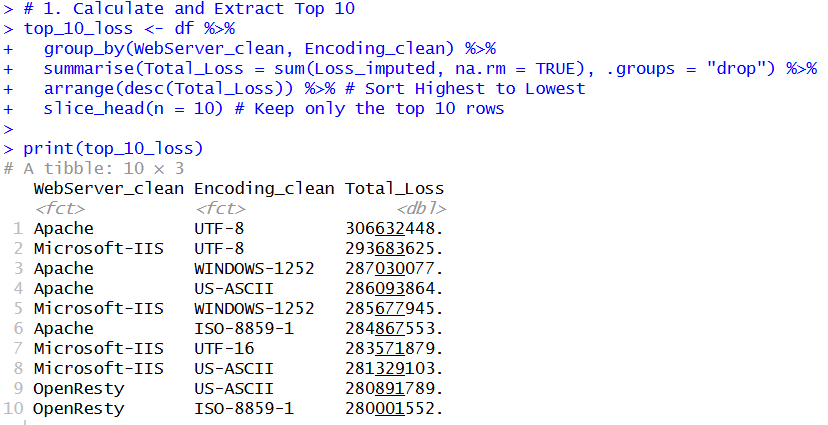 > # 1. Calculate and Extract Top 10
> top_10_loss <- df %>%
+   group_by(WebServer_clean, Encoding_clean) %>%
+   summarise(Total_Loss = sum(Loss_imputed, na.rm = TRUE), .groups = "drop") %>%
+   arrange(desc(Total_Loss)) %>% # Sort Highest to Lowest
+   slice_head(n = 10) # Keep only the top 10 rows
>
> print(top_10_loss)
# A tibble: 10 × 3
   WebServer_clean Encoding_clean Total_Loss
   <fct>           <fct>               <dbl>
 1 Apache          UTF-8          306632448.
 2 Microsoft-IIS   UTF-8          293683625.
 3 Apache          WINDOWS-1252   287030077.
 4 Apache          US-ASCII       286093864.
 5 Microsoft-IIS   WINDOWS-1252   285677945.
 6 Apache          ISO-8859-1     284867553.
 7 Microsoft-IIS   UTF-16         283571879.
 8 Microsoft-IIS   US-ASCII       281329103.
 9 OpenResty       US-ASCII       280891789.
10 OpenResty       ISO-8859-1     280001552.